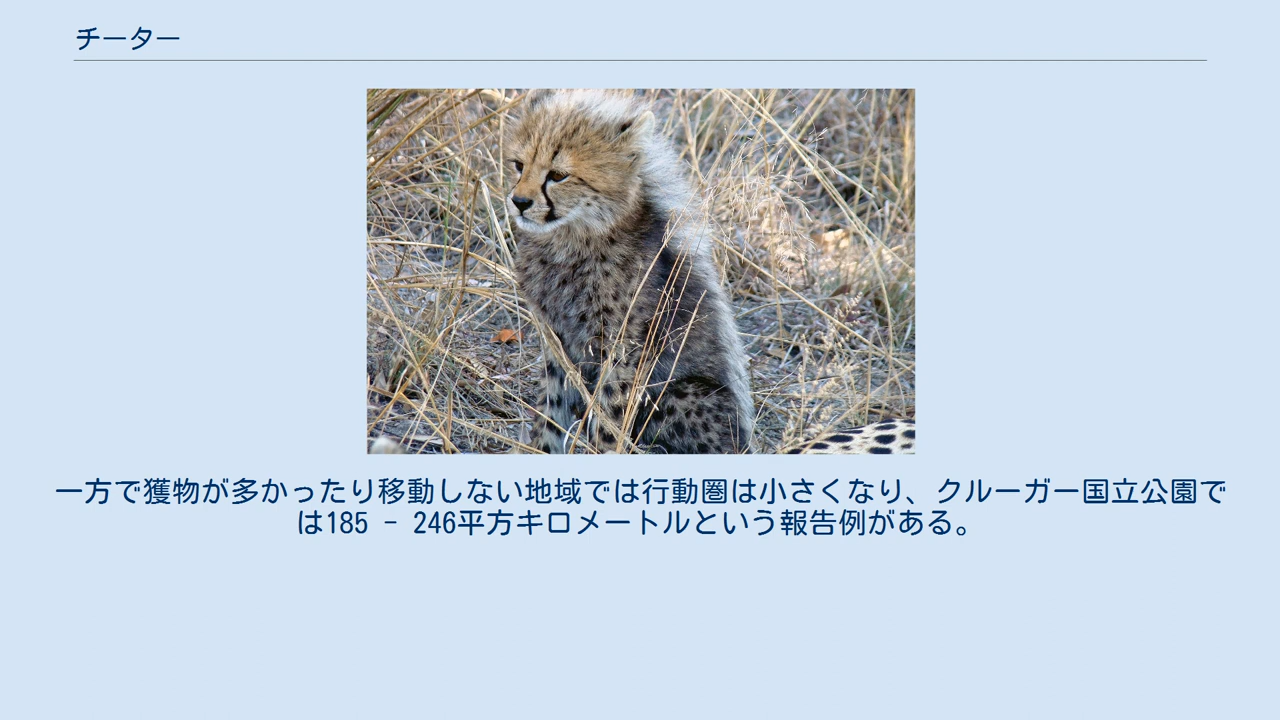 チーター
一方で獲物が多かったり移動しない地域では行動圏は小さくなり、クルーガー国立公園で
は185 - 246平方キロメートルという報告例がある。